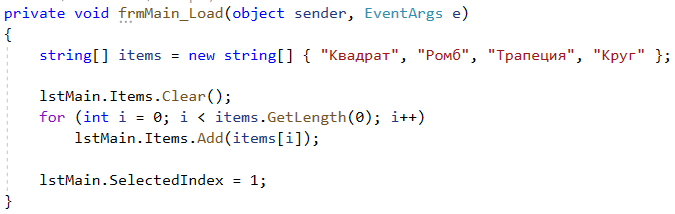 private void frmMain_Load(object sender, EventArgs e)
{
    string[] items = new string[] { "Квадрат", "Ромб", "Трапеция", "Круг" };

    lstMain.Items.Clear();
    for (int i = 0; i < items.GetLength(0); i++)
        lstMain.Items.Add(items[i]);

    lstMain.SelectedIndex = 1;
}